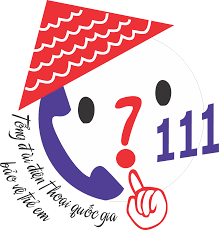 ?
111
Tổng đài điện thoại quốc gia
bảo vệ trẻ em